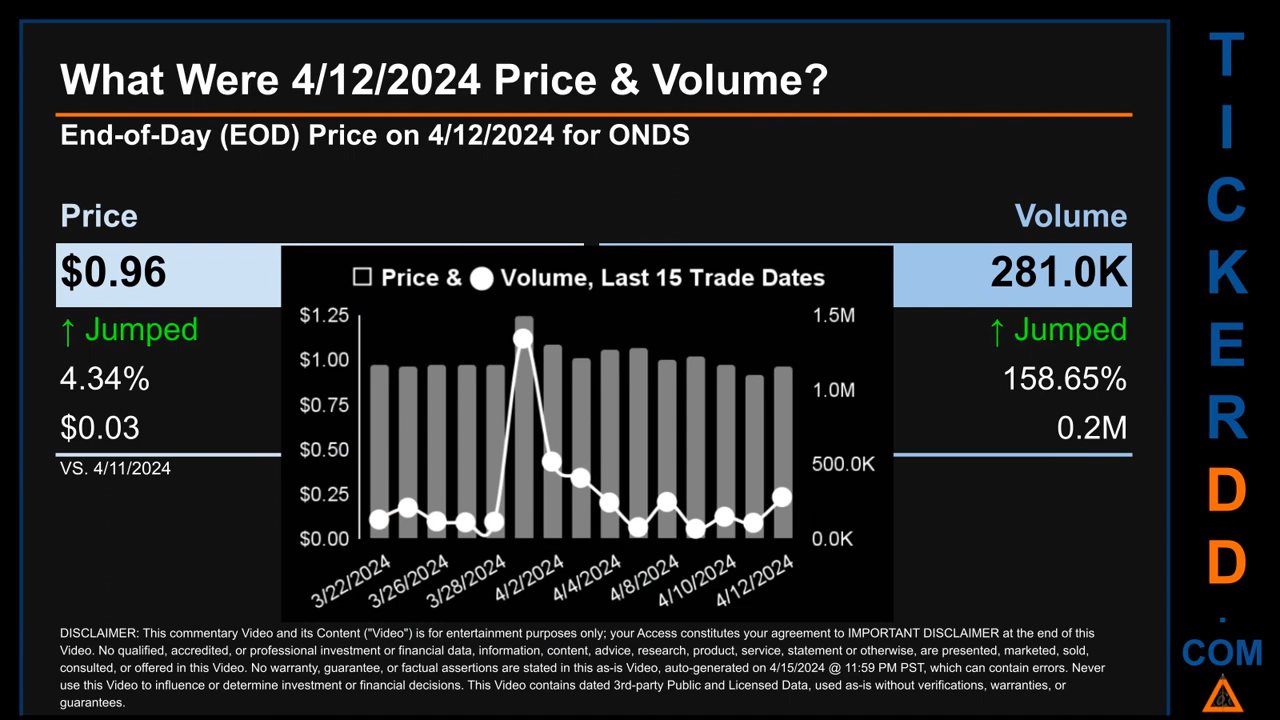 What Were 4/12/2024 Price & Volume?
End-of-Day (EOD) Price on 4/12/2024 for ONDS
Price
Volume
$0.96
281.0K
↑ Jumped
↑ Jumped
4.34%
158.65%
$0.03
0.2M
VS. 4/11/2024
Price & Volume, Last 15 Trade Dates
$1.25
$1.00
$0.75
$0.50
$0.25
$0.00
1.5M
1.0M
500.0K
0.0K
3/22/2024
3/26/2024
3/28/2024
4/2/2024
4/4/2024
4/8/2024
4/10/2024
4/12/2024
DISCLAIMER: This commentary Video and its Content ("Video") is for entertainment purposes only; your Access constitutes your agreement to IMPORTANT DISCLAIMER at the end of this
Video. No qualified, accredited, or professional investment or financial data, information, content, advice, research, product, service, statement or otherwise, are presented, marketed, sold,
consulted, or offered in this Video. No warranty, guarantee, or factual assertions are stated in this as-is Video, auto-generated on 4/15/2024 @ 11:59 PM PST, which can contain errors. Never
use this Video to influence or determine investment or financial decisions. This Video contains dated 3rd-party Public and Licensed Data, used as-is without verifications, warranties, or
guarantees.
T
I
C
K
E
R
D
D
.
COM